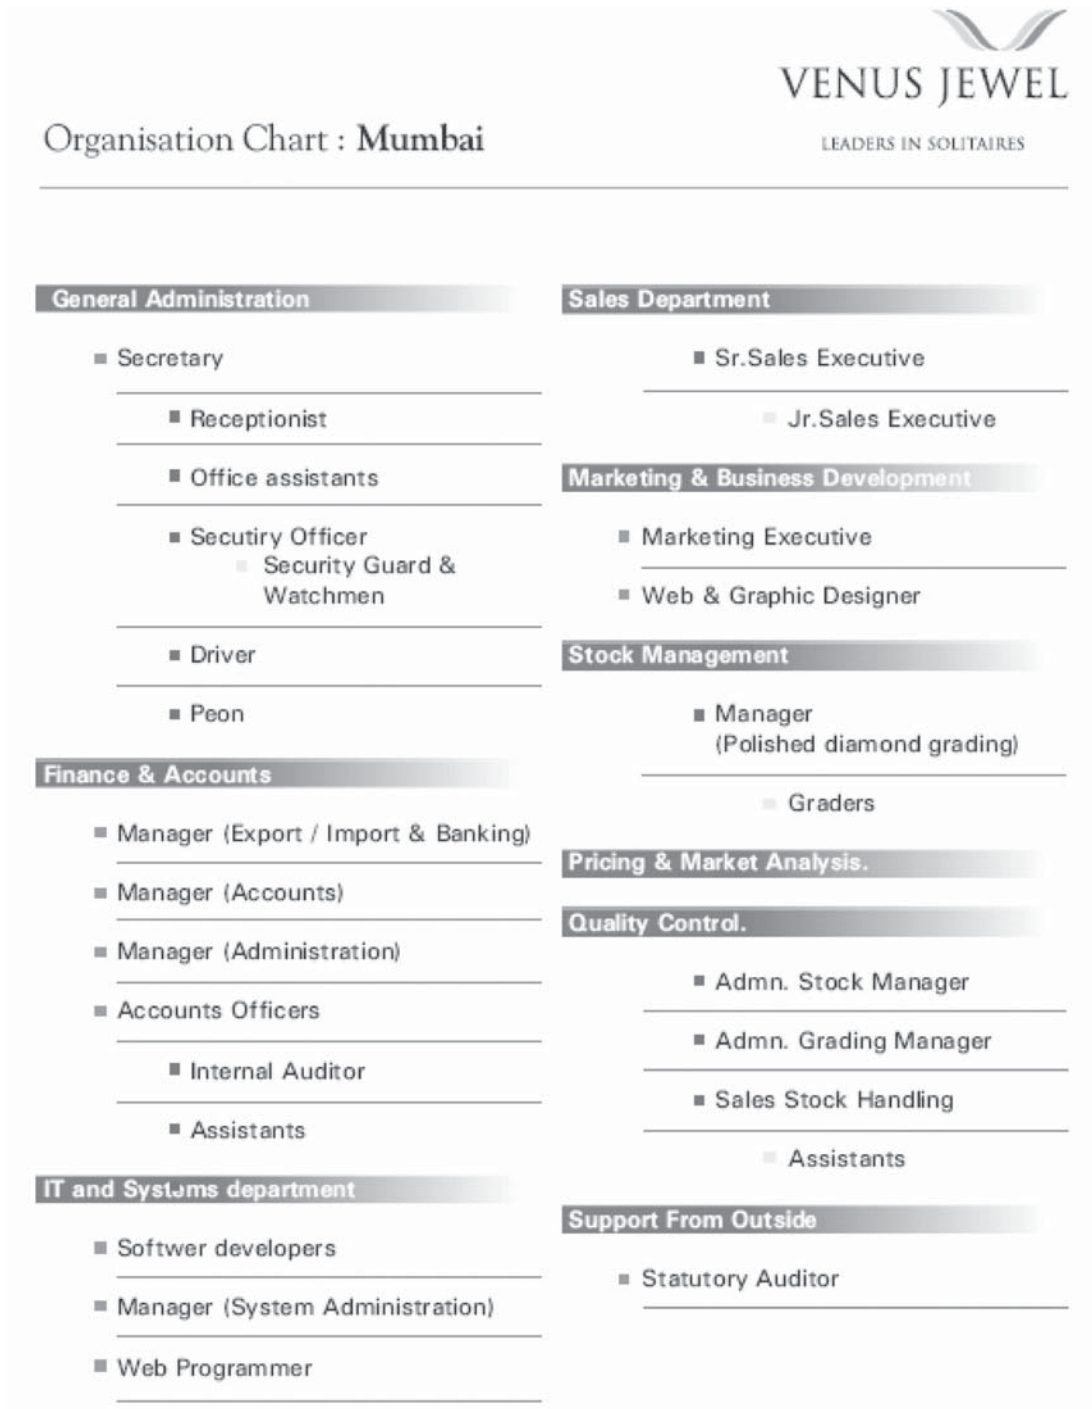 VENUS JEWEL
LEADERS IN SOLITAIRES
Organisation Chart : Mumbai
General Administration
Secretary
Receptionist
Office assistants
Secutiry Officer
Security Guard &
Watchmen
Driver
Peon
Finance & Accounts
Manager (Export / Import & Banking)
Manager (Accounts)
Manager (Administration)
Accounts Officers
Internal Auditor
Assistants
IT and Systems department
Softwer developers
Manager (System Administration)
Web Programmer
Sales Department
Sr.Sales Executive
Jr.Sales Executive
Marketing & Business Development
Marketing Executive
Web & Graphic Designer
Stock Management
Manager
(Polished diamond grading)
Graders
Pricing & Market Analysis.
Quality Control.
Admn. Stock Manager
Admn. Grading Manager
Sales Stock Handling
Assistants
Support From Outside
Statutory Auditor